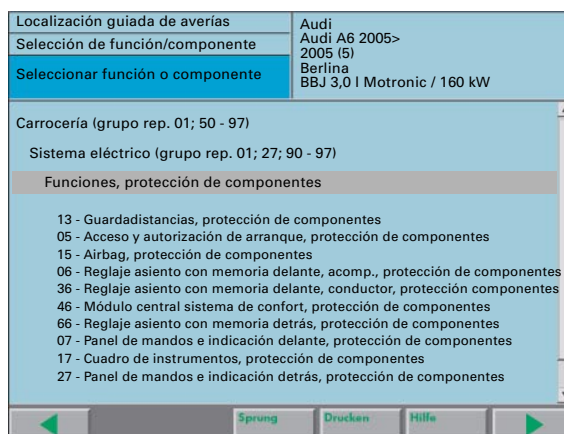 Localización guiada de averías
Selección de función/componente
Seleccionar función o componente
Audi
Audi A6 2005>
2005 (5)
Berlina
BBJ 3,0 l Motronic / 160 kW
Carrocería (grupo rep. 01; 50 - 97)
Sistema eléctrico (grupo rep. 01; 27; 90 - 97)
Funciones, protección de componentes
13 - Guardadistancias, protección de componentes
05 - Acceso y autorización de arranque, protección de componentes
15 - Airbag, protección de componentes
06 - Reglaje asiento con memoria delante, acomp., protección de componentes
36 - Reglaje asiento con memoria delante, conductor, protección componentes
46 - Módulo central sistema de confort, protección de componentes
66 - Reglaje asiento con memoria detrás, protección de componentes
07 - Panel de mandos e indicación delante, protección de componentes
17 - Cuadro de instrumentos, protección de componentes
27 - Panel de mandos e indicación detrás, protección de componentes
Sprung
Drucken
Hilfe